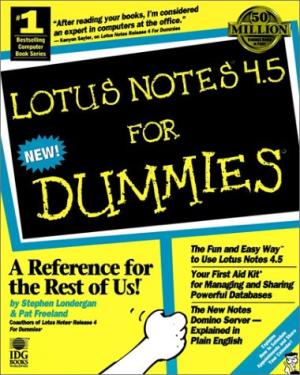 #1
Bestselling
Computer
Book Series
"After reading your books, I'm considered
an expert in computers at the office."
on Lotus Notes Release 4 For Dummies
50
MILLION
LOTUS NOTES 4.5
FOR
DUMMIES
NEW!
A Reference for
the Rest of Us!
by Stephen Londergan
& Pat Freeland
Coauthors of Lotus Notes Release 4
For Dummies
IDG
BOOKS
WORLDWIDE
The Fun and Easy Way
to Use Lotus Notes 4.5
Your First Aid Kit
for Managing and Sharing
Powerful Databases
The New Notes
Domino Server —
Explained in
Plain English